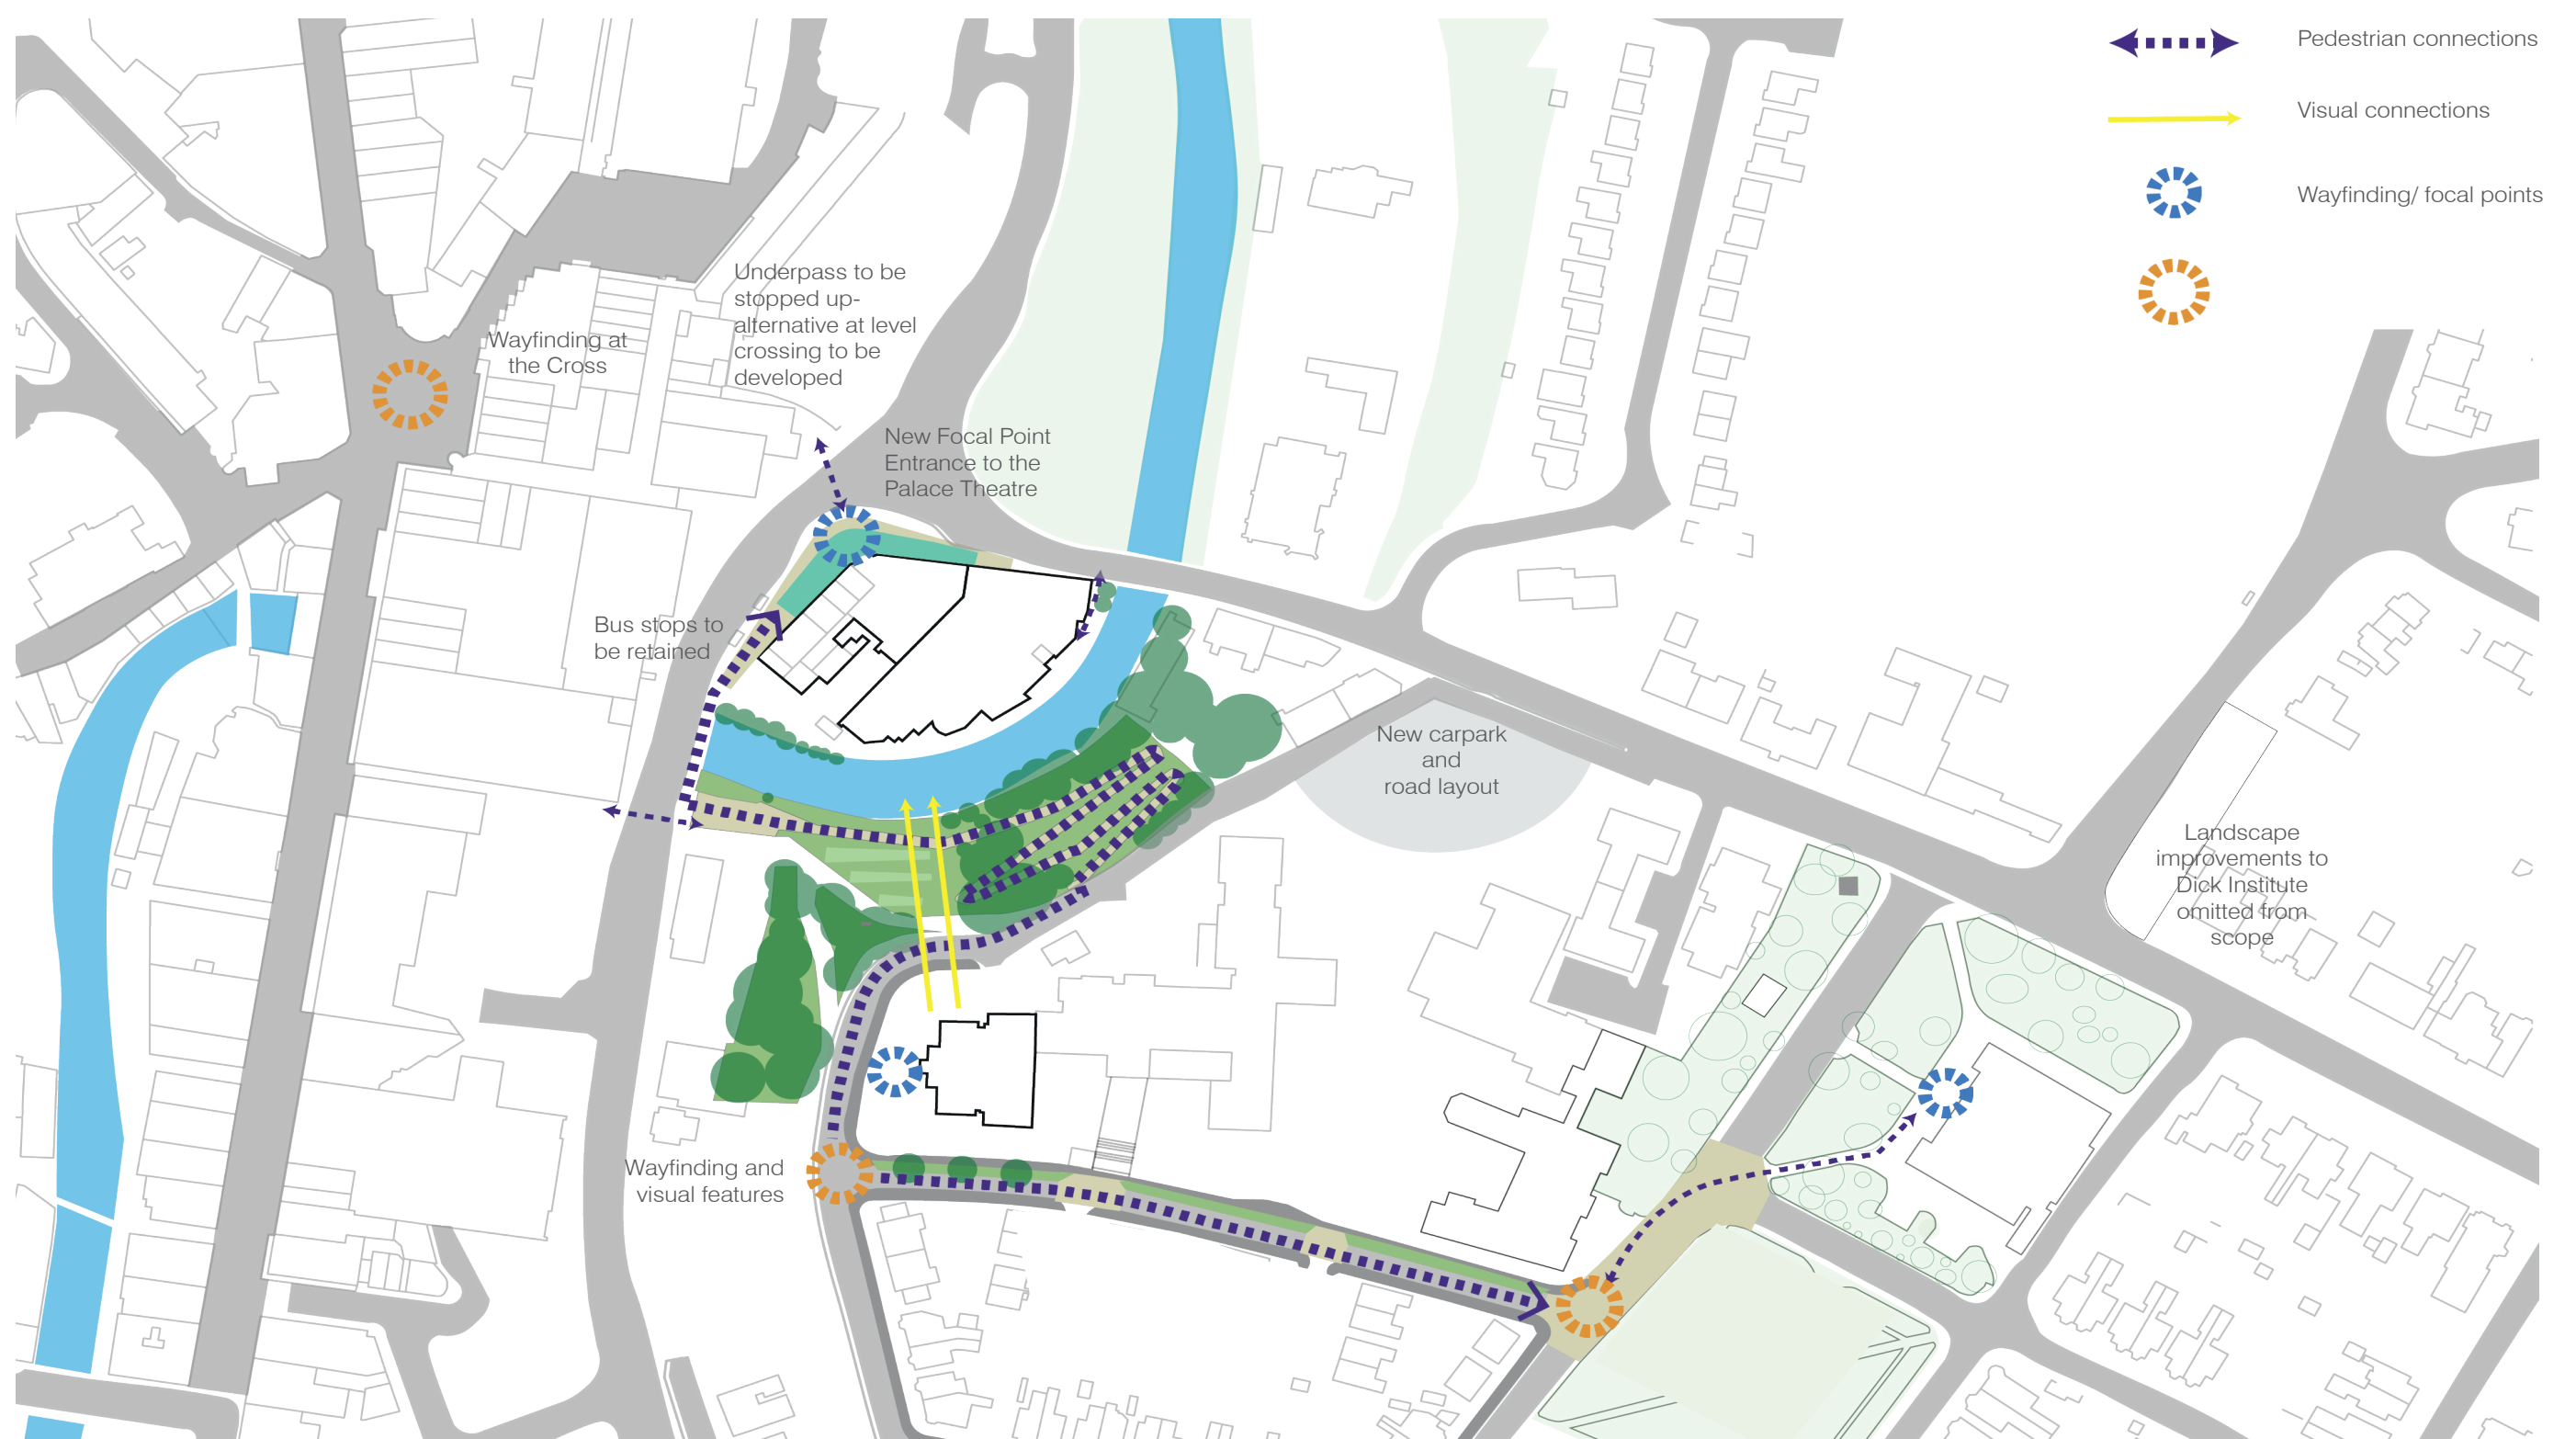 Pedestrian connections
Visual connections
Wayfinding/ focal points
Underpass to be
stopped up-
alternative at level
crossing to be
developed
Wayfinding at
the Cross
New Focal Point
Entrance to the
Palace Theatre
Bus stops to
be retained
New carpark
and
road layout
Landscape
improvements to
Dick Institute
omitted from
scope
Wayfinding and
visual features